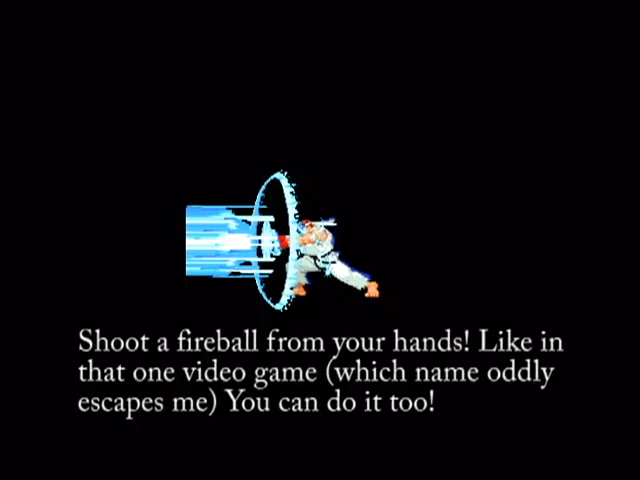 Shoot a fireball from your hands! Like in
that one video game (which name oddly
escapes me) You can do it too!